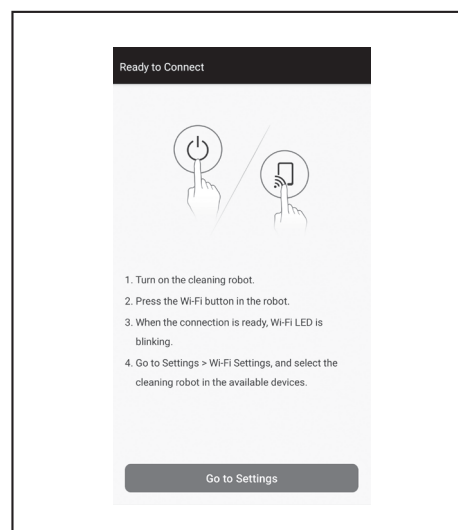 Ready to Connect
1. Turn on the cleaning robot.
2. Press the Wi-Fi button in the robot.
3. When the connection is ready, Wi-Fi LED is
blinking.
4. Go to Settings > Wi-Fi Settings, and select the
cleaning robot in the available devices.
Go to Settings